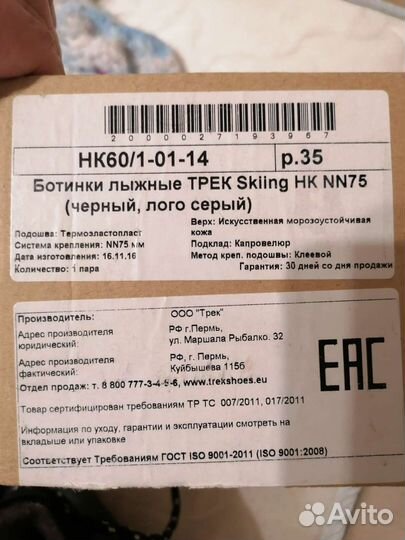 2000027193967
НК60/1-01-14
р.35
Ботинки лыжные ТРЕК Skiing НК NN75
(черный, лого серый)
Подошва: Термоэластопласт
Система крепления: NN75 мм
Дата изготовления: 16.11.16
Количество: 1 пара
Верх: Искусственная морозоустойчивая
кожа
Подклад: Капровелюр
Метод креп. подошвы: Клеевой
Гарантия: 30 дней со дня продажи
Производитель: ООО "Трек"
Адрес производителя РФ г.Пермь,
юридический: ул. Маршала Рыбалко. 32
Адрес производителя РФ, г. Пермь,
фактический: Куйбышева 115б
Отдел продаж: т. 8 800 777-3-4-5-6, www.trekshoes.eu
Товар сертифицирован требованиям ТР ТС 007/2011, 017/2011
Информация по уходу, гарантии и эксплуатации смотреть на
вкладыше или упаковке
Соответствует Требованиям ГОСТ ISO 9001-2011 (ISO 9001:2008)
ЕАС
Avito